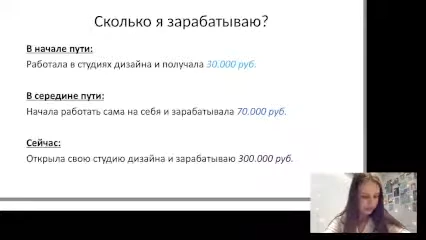 Сколько я зарабатываю?
В начале пути:
Работала в студиях дизайна и получала 30.000 руб.
В середине пути:
Начала работать сама на себя и зарабатывала 70.000 руб.
Сейчас:
Открыла свою студию дизайна и зарабатываю 300.000 руб.